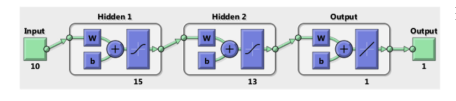 Hidden 1 Hidden 2 Output
Input Output
W W W
+ + +
b b b
10 15 13 1 1